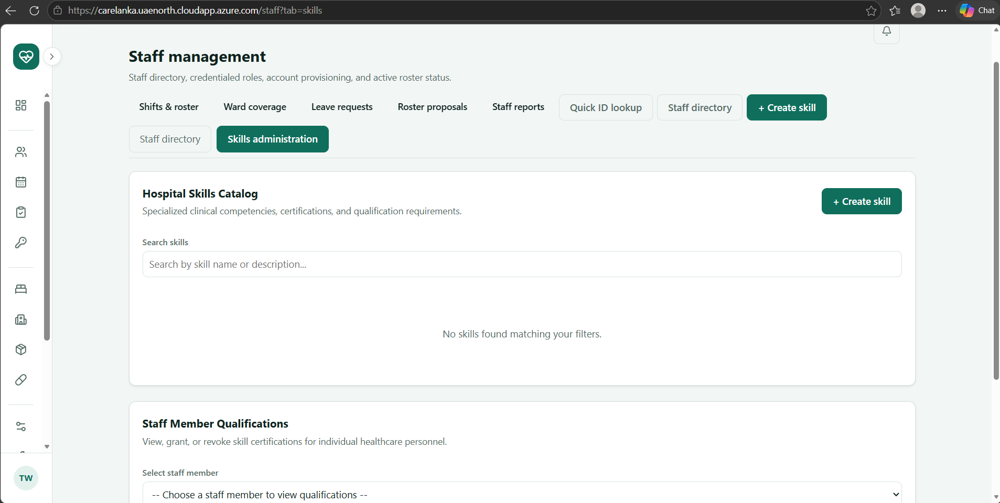 https://carelanka.uaenorth.cloudapp.azure.com/staff?tab=skills
Chat
Staff management
Staff directory, credentialed roles, account provisioning, and active roster status.
Shifts & roster Ward coverage Leave requests Roster proposals Staff reports Quick ID lookup Staff directory + Create skill
Staff directory Skills administration
Hospital Skills Catalog
+ Create skill
Specialized clinical competencies, certifications, and qualification requirements.
Search skills
Search by skill name or description...
No skills found matching your filters.
Staff Member Qualifications
View, grant, or revoke skill certifications for individual healthcare personnel.
Select staff member
TW
-- Choose a staff member to view qualifications --